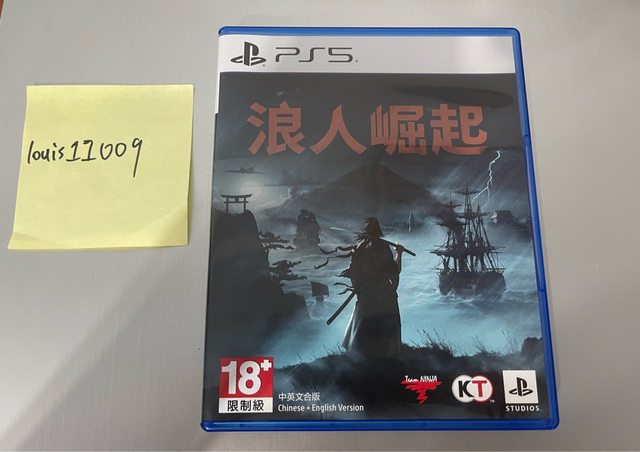 louis11009
PS5
浪人崛起
18+
限制級
中英文合版
Chinese + English Version
Team NINJA
KT
STUDIOS